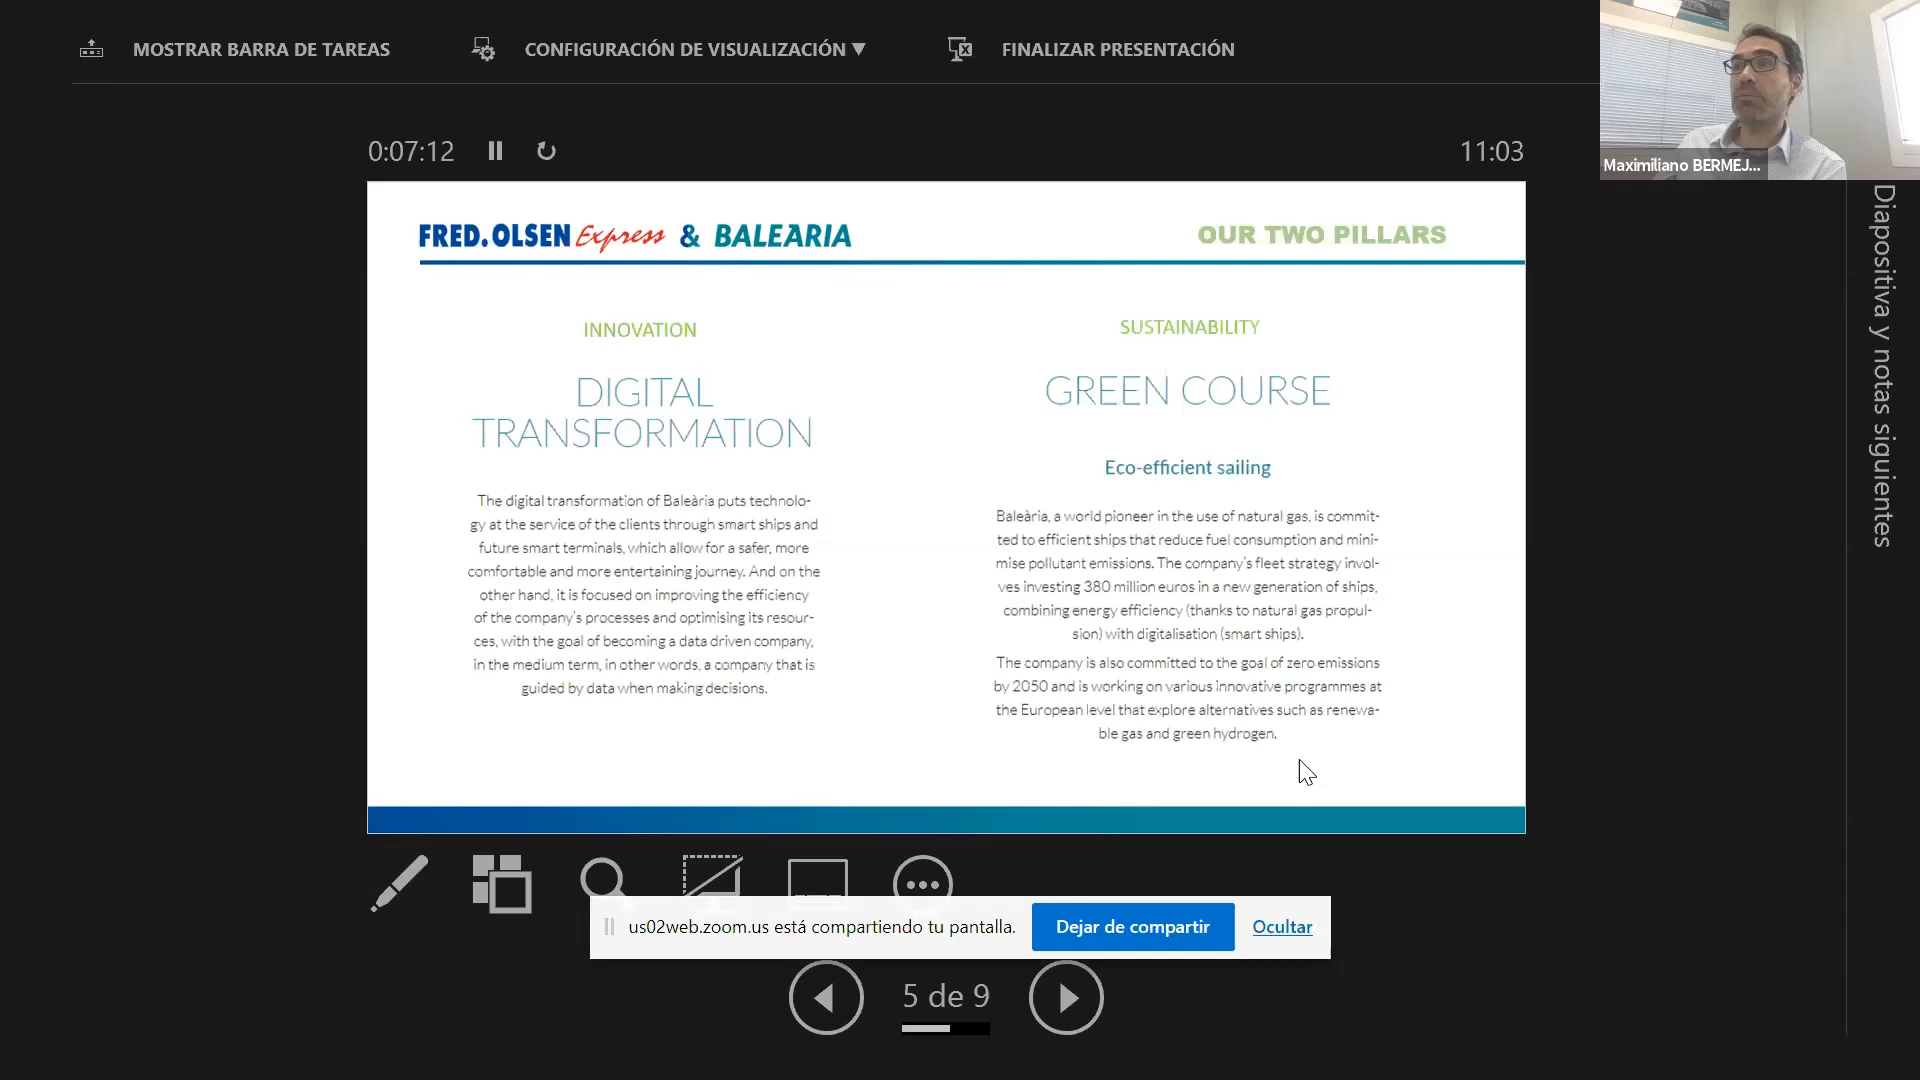 MOSTRAR BARRA DE TAREAS
CONFIGURACIÓN DE VISUALIZACIÓN ▼
FINALIZAR PRESENTACIÓN
Maximiliano BERMEJ...
0:07:12
11:03
FRED. OLSEN Express & BALEÀRIA
OUR TWO PILLARS
INNOVATION
DIGITAL
TRANSFORMATION
The digital transformation of Baleària puts technolo-
gy at the service of the clients through smart ships and
future smart terminals, which allow for a safer, more
comfortable and more entertaining journey. And on the
other hand, it is focused on improving the efficiency
of the company's processes and optimising its resour-
ces, with the goal of becoming a data driven company,
in the medium term, in other words, a company that is
guided by data when making decisions.
SUSTAINABILITY
GREEN COURSE
Eco-efficient sailing
Baleària, a world pioneer in the use of natural gas, is commit-
ted to efficient ships that reduce fuel consumption and mini-
mise pollutant emissions. The company's fleet strategy invol-
ves investing 380 million euros in a new generation of ships,
combining energy efficiency (thanks to natural gas propul-
sion) with digitalisation (smart ships).
The company is also committed to the goal of zero emissions
by 2050 and is working on various innovative programmes at
the European level that explore alternatives such as renewa-
ble gas and green hydrogen.
Diapositiva y notas siguientes
us02web.zoom.us está compartiendo tu pantalla.
Dejar de compartir
Ocultar
5 de 9